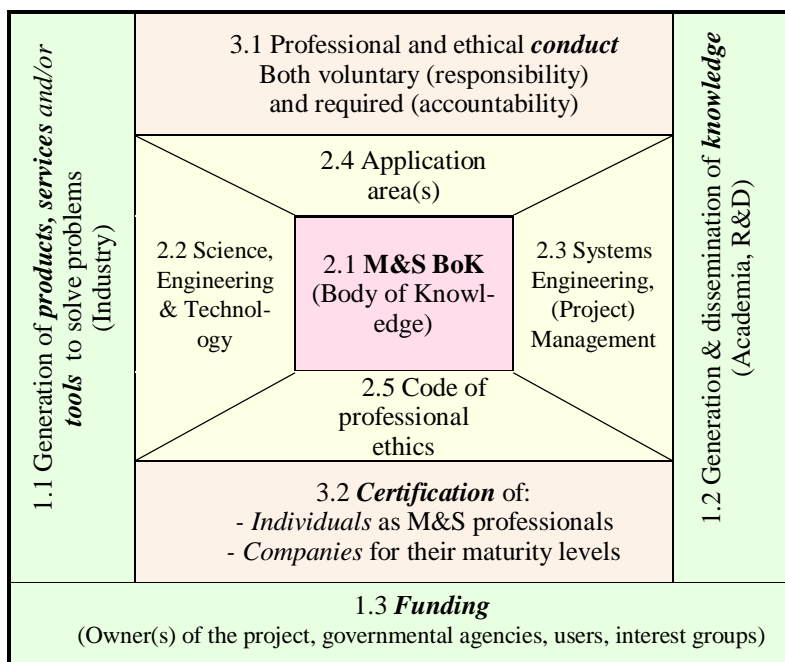 3.1 Professional and ethical conduct
Both voluntary (responsibility)
and required (accountability)
1.1 Generation of products, services and/or
tools to solve problems
(Industry)
2.4 Application
area(s)
2.2 Science,
Engineering
& Technol-
ogy
2.1 M&S BoK
(Body of Knowl-
edge)
2.3 Systems
Engineering,
(Project)
Management
2.5 Code of
professional
ethics
1.2 Generation & dissemination of knowledge
(Academia, R&D)
3.2 Certification of:
- Individuals as M&S professionals
- Companies for their maturity levels
1.3 Funding
(Owner(s) of the project, governmental agencies, users, interest groups)